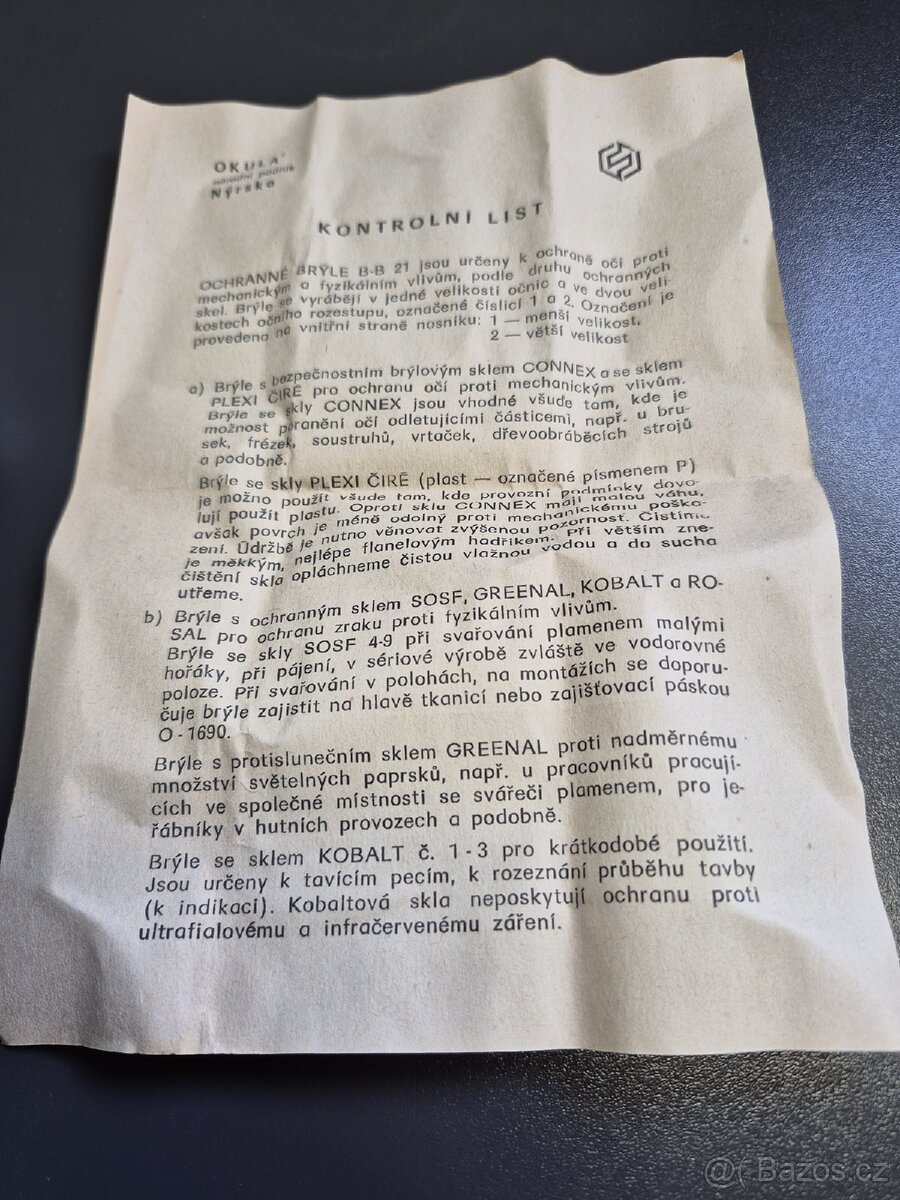 OKULA
národní podnik
Nýrsko
KONTROLNÍ LIST
OCHRANNÉ BRÝLE B-B 21 jsou určeny k ochraně očí proti
mechanickým a fyzikálním vlivům, podle druhu ochranných
skel. Brýle se vyrábějí v jedné velikosti očnic a ve dvou veli-
kostech očního rozestupu, označené číslicí 1 a 2. Označení je
provedeno na vnitřní straně nosníku: 1 — menší velikost,
2 — větší velikost
a) Brýle s bezpečnostním brýlovým sklem CONNEX a se sklem
PLEXI ČIRÉ pro ochranu očí proti mechanickým vlivům.
Brýle se skly CONNEX jsou vhodné všude tam, kde je
možnost poranění očí odletujícími částicemi, např. u bru-
sek, frézek, soustruhů, vrtaček, dřevoobráběcích strojů
a podobně.
Brýle se skly PLEXI ČIRÉ (plast — označené písmenem P)
je možno použít všude tam, kde provozní podmínky dovo-
lují použít plastu. Oproti sklu CONNEX mají malou váhu,
avšak povrch je méně odolný proti mechanickému poško-
zení. Údržbě je nutno věnovat zvýšenou pozornost. Čistíme
je měkkým, nejlépe flanelovým hadříkem. Při větším zne-
čištění skla opláchneme čistou vlažnou vodou a do sucha
utřeme.
b) Brýle s ochranným sklem SOSF, GREENAL, KOBALT a RO-
SAL pro ochranu zraku proti fyzikálním vlivům.
Brýle se skly SOSF 4-9 při svařování plamenem malými
hořáky, při pájení, v sériové výrobě zvláště ve vodorovné
poloze. Při svařování v polohách, na montážích se doporu-
čuje brýle zajistit na hlavě tkanicí nebo zajišťovací páskou
O-1690.
Brýle s protislunečním sklem GREENAL proti nadměrnému
množství světelných paprsků, např. u pracovníků pracují-
cích ve společné místnosti se svářeči plamenem, pro je-
řábníky v hutních provozech a podobně.
Brýle se sklem KOBALT č. 1-3 pro krátkodobé použití.
Jsou určeny k tavícím pecím, k rozeznání průběhu tavby
(k indikaci). Kobaltová skla neposkytují ochranu proti
ultrafialovému a infračervenému záření.
@( Bazos.cz